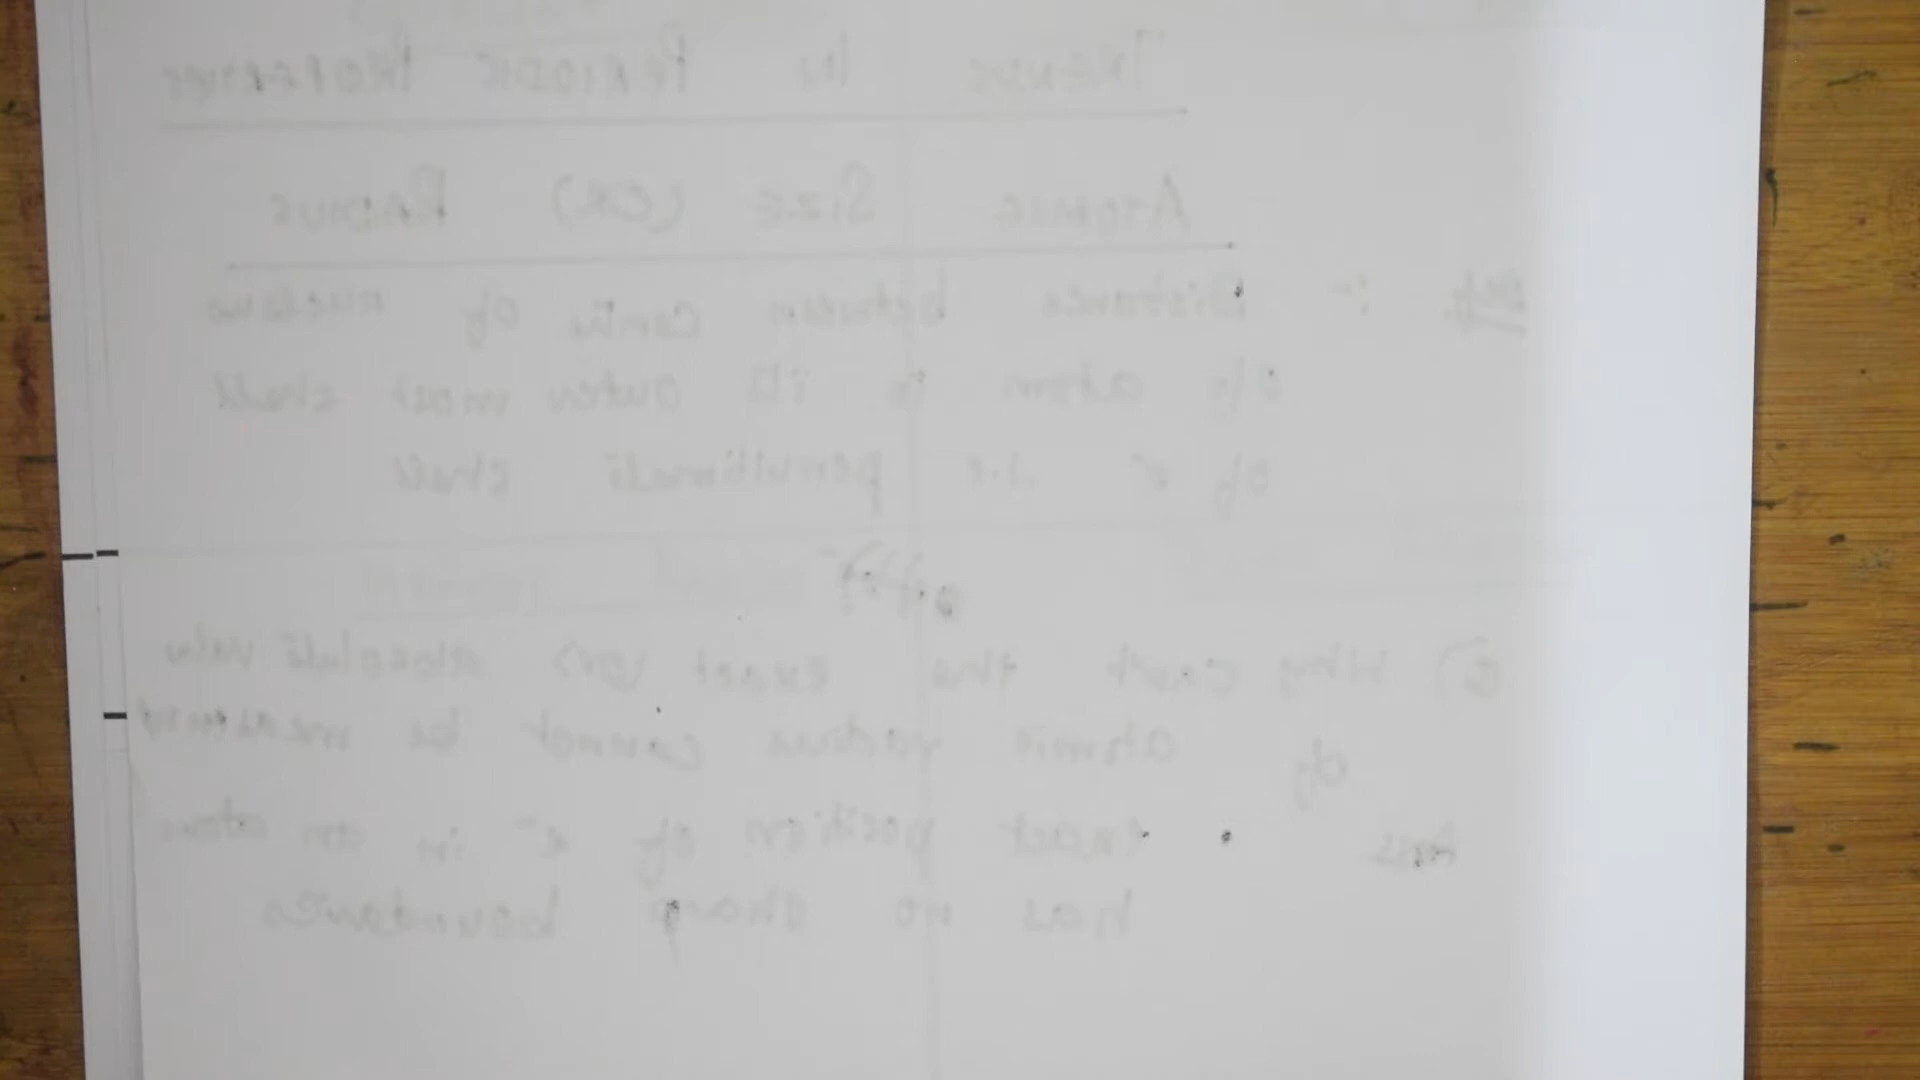 TRENDS IN PERIODIC PROPERTIES
ATOMIC SIZE (OR) RADIUS
Def :- Distance between centre of nucleus
of atom to its outer most shell
of e⁻ i.e penultimate shell
Q) Why cant the exact (or) absolute value
of atomic radius cannot be measured
Ans exact position of e⁻ in an atom
has no sharp boundaries